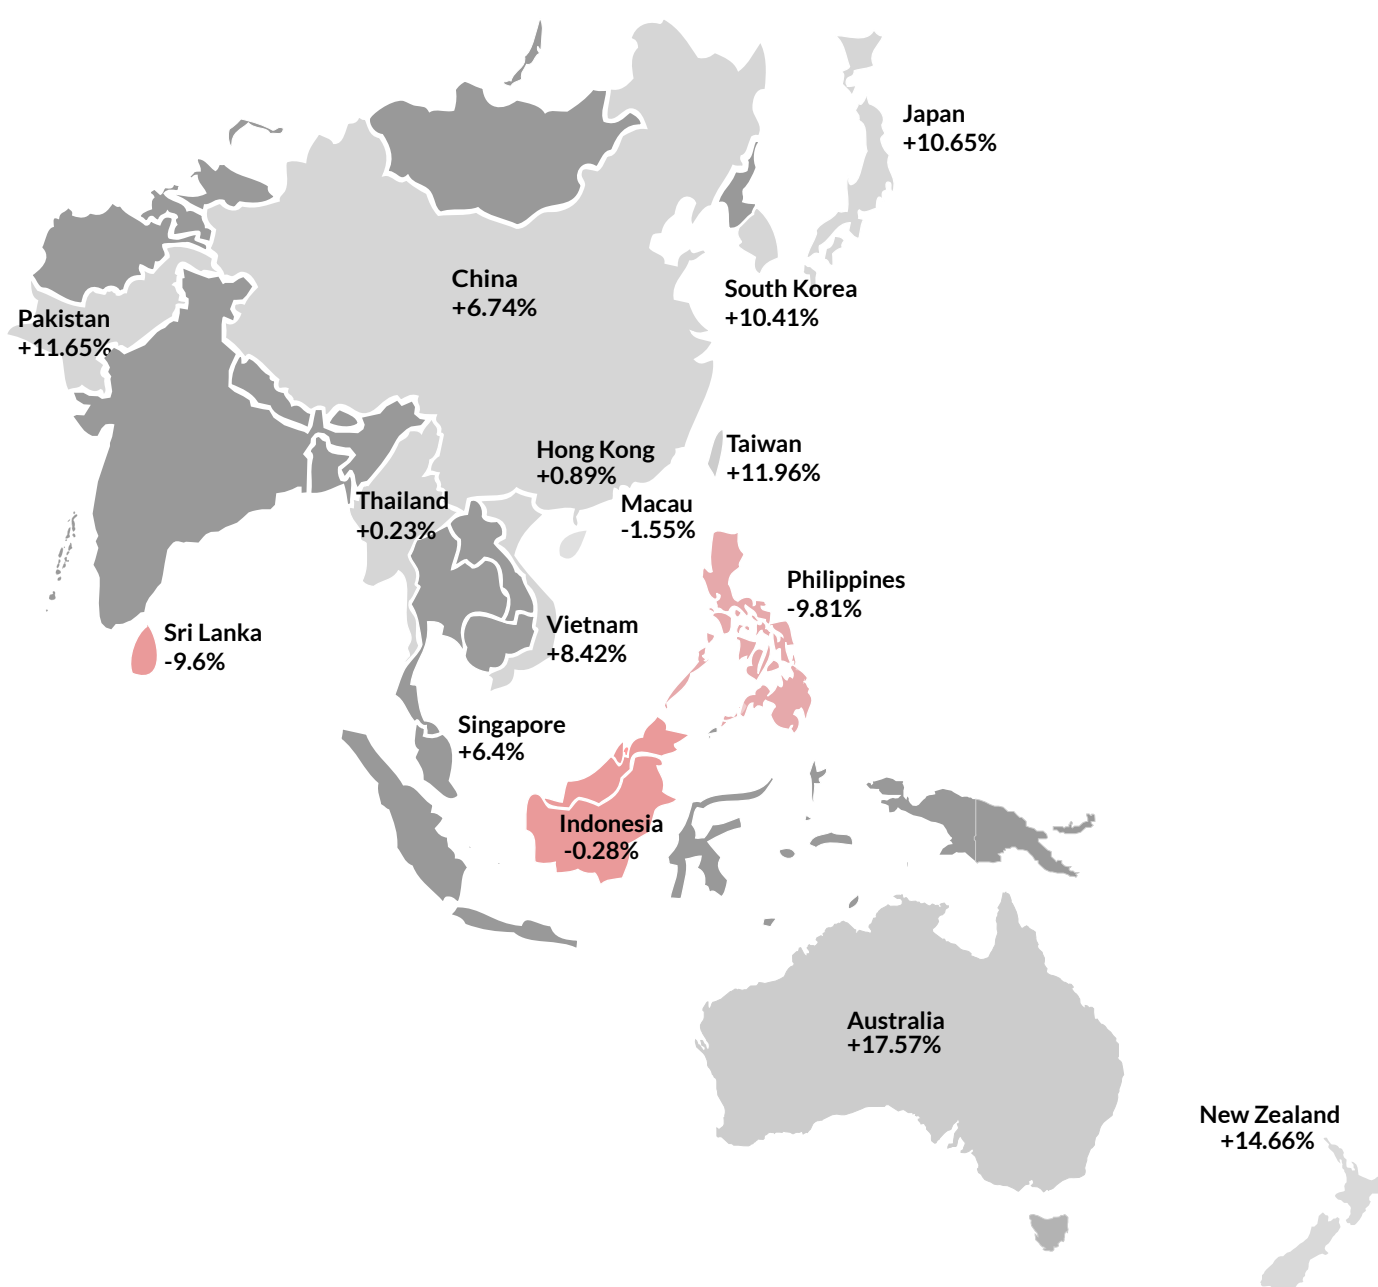 Japan
+10.65%
China
+6.74%
South Korea
+10.41%
Pakistan
+11.65%
Hong Kong
+0.89%
Taiwan
+11.96%
Thailand
+0.23%
Macau
-1.55%
Philippines
-9.81%
Sri Lanka
-9.6%
Vietnam
+8.42%
Singapore
+6.4%
Indonesia
-0.28%
Australia
+17.57%
New Zealand
+14.66%